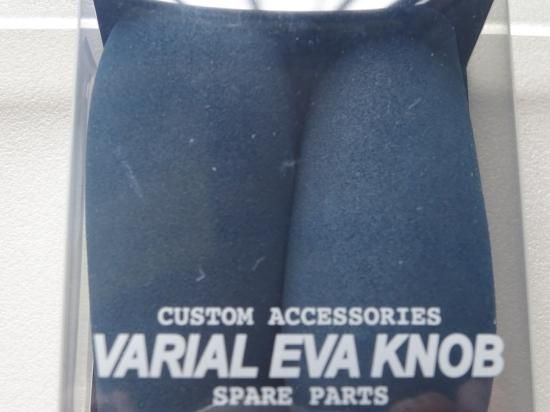 CUSTOM ACCESSORIES
VARIAL EVA KNOB
SPARE PARTS